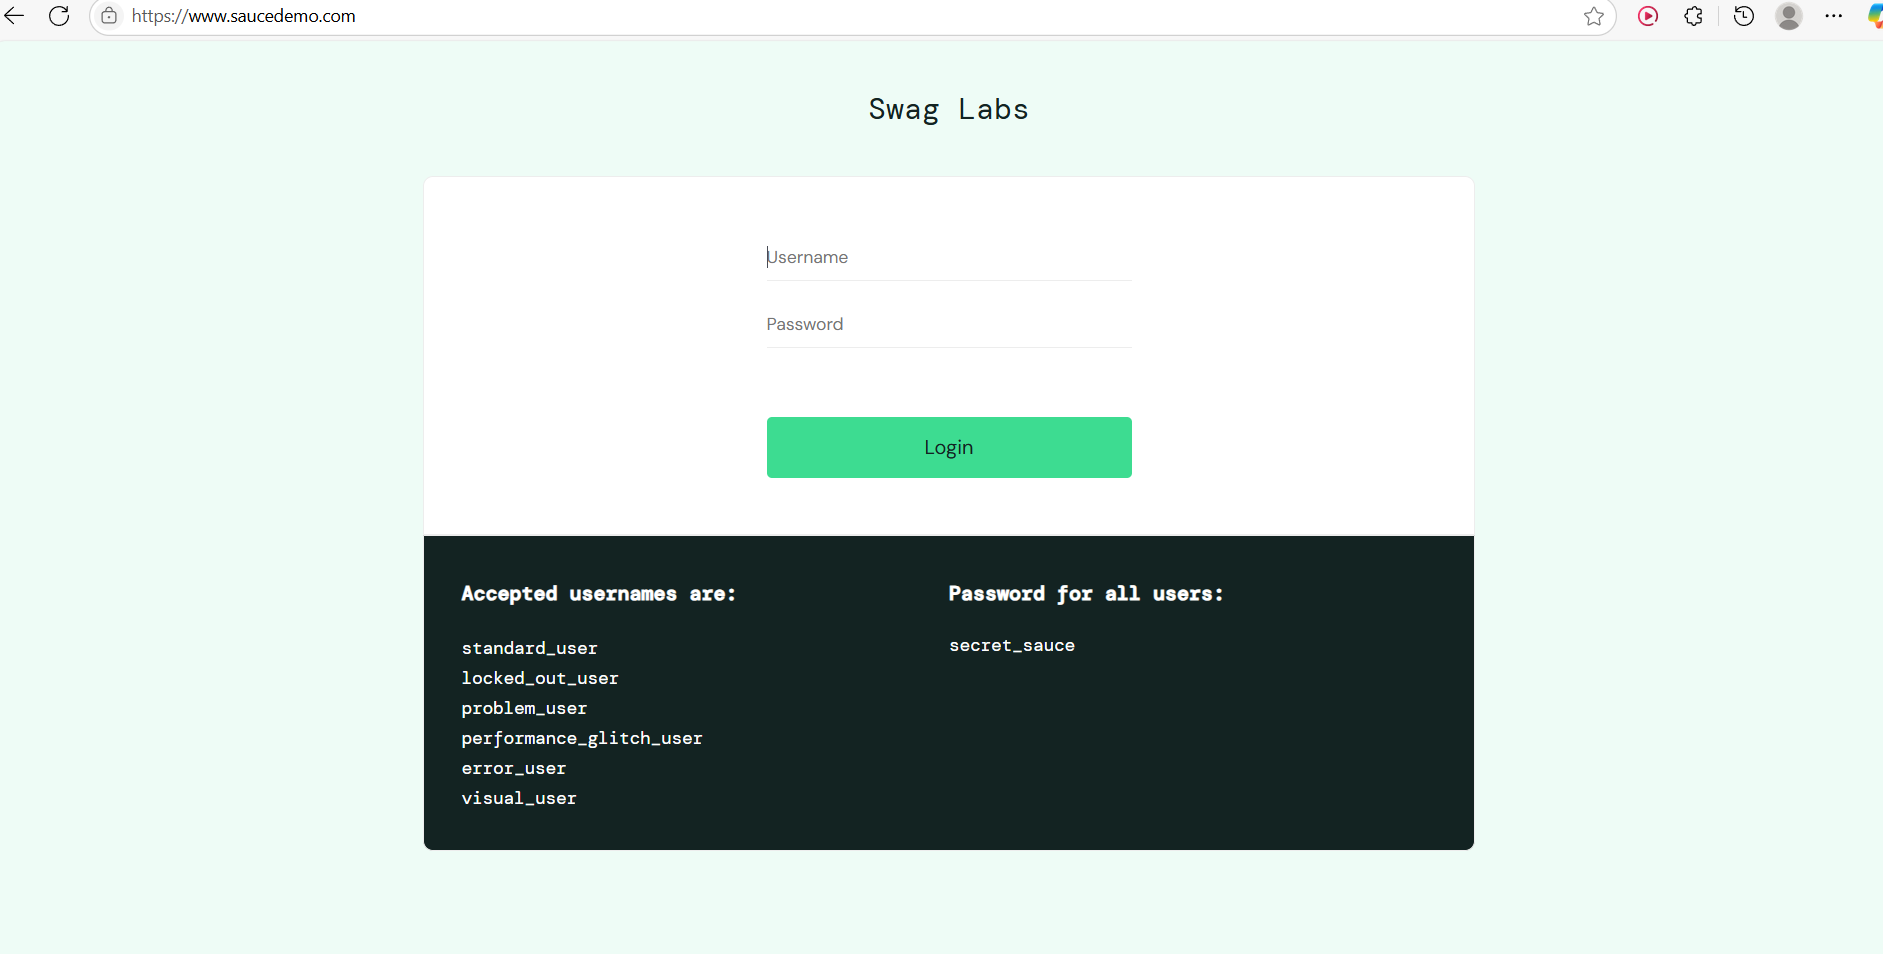 https://www.saucedemo.com
Swag Labs
Username
Password
Login
Accepted usernames are:
standard_user
locked_out_user
problem_user
performance_glitch_user
error_user
visual_user
Password for all users:
secret_sauce